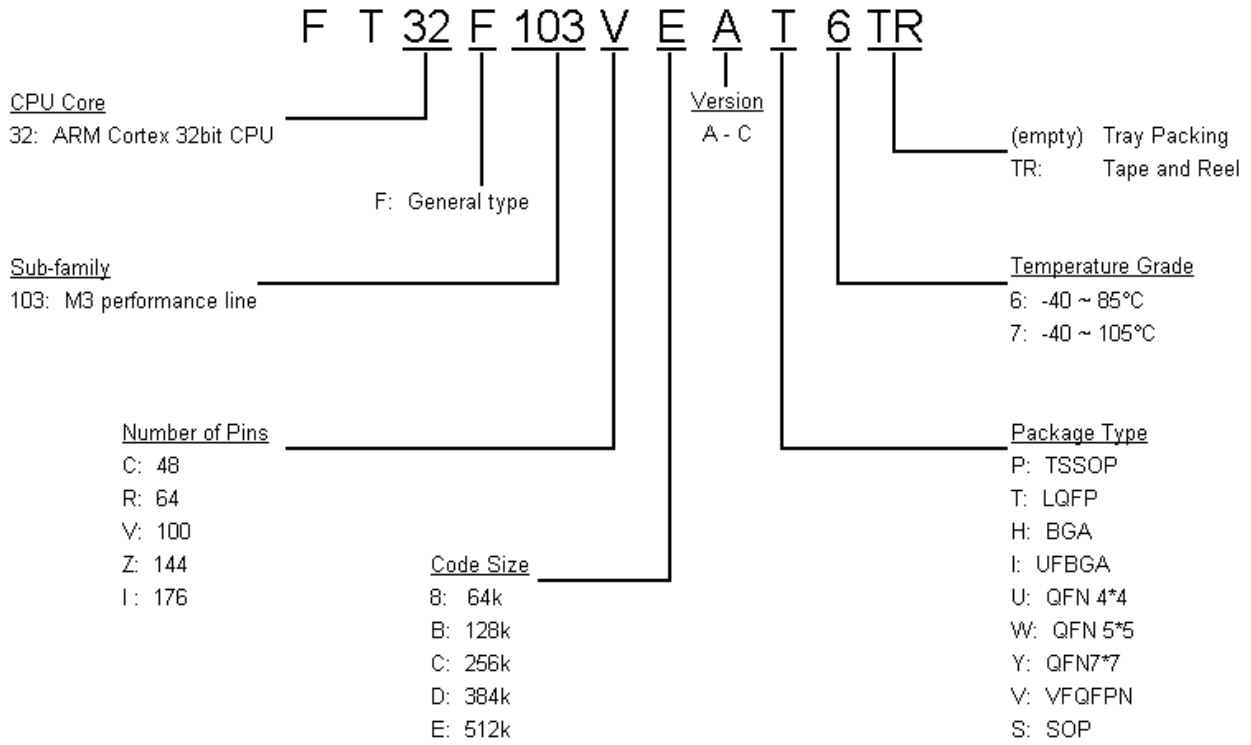 F T 32 F 103 V E A T 6 TR
CPU Core
32: ARM Cortex 32bit CPU
F: General type
Sub-family
103: M3 performance line
Number of Pins
C: 48
R: 64
V: 100
Z: 144
I : 176
Code Size
8: 64k
B: 128k
C: 256k
D: 384k
E: 512k
Version
A - C
(empty) Tray Packing
TR: Tape and Reel
Temperature Grade
6: -40 ~ 85°C
7: -40 ~ 105°C
Package Type
P: TSSOP
T: LQFP
H: BGA
I: UFBGA
U: QFN 4*4
W: QFN 5*5
Y: QFN7*7
V: VFQFPN
S: SOP